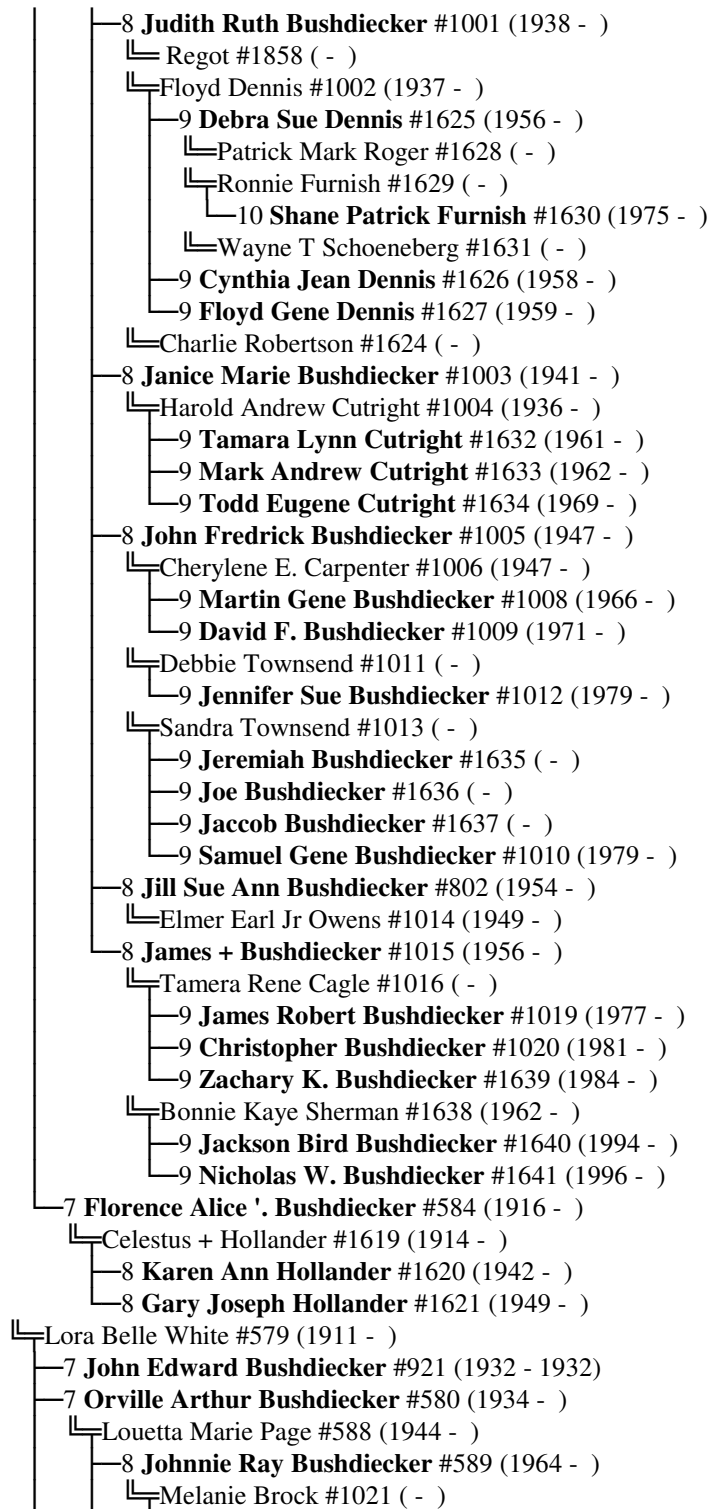 8 Judith Ruth Bushdiecker #1001 (1938 - )
Regot #1858 ( - )
Floyd Dennis #1002 (1937 - )
9 Debra Sue Dennis #1625 (1956 - )
Patrick Mark Roger #1628 ( - )
Ronnie Furnish #1629 ( - )
10 Shane Patrick Furnish #1630 (1975 - )
Wayne T Schoeneberg #1631 ( - )
9 Cynthia Jean Dennis #1626 (1958 - )
9 Floyd Gene Dennis #1627 (1959 - )
Charlie Robertson #1624 ( - )
8 Janice Marie Bushdiecker #1003 (1941 - )
Harold Andrew Cutright #1004 (1936 - )
9 Tamara Lynn Cutright #1632 (1961 - )
9 Mark Andrew Cutright #1633 (1962 - )
9 Todd Eugene Cutright #1634 (1969 - )
8 John Fredrick Bushdiecker #1005 (1947 - )
Cherylene E. Carpenter #1006 (1947 - )
9 Martin Gene Bushdiecker #1008 (1966 - )
9 David F. Bushdiecker #1009 (1971 - )
Debbie Townsend #1011 ( - )
9 Jennifer Sue Bushdiecker #1012 (1979 - )
Sandra Townsend #1013 ( - )
9 Jeremiah Bushdiecker #1635 ( - )
9 Joe Bushdiecker #1636 ( - )
9 Jaccob Bushdiecker #1637 ( - )
9 Samuel Gene Bushdiecker #1010 (1979 - )
8 Jill Sue Ann Bushdiecker #802 (1954 - )
Elmer Earl Jr Owens #1014 (1949 - )
8 James + Bushdiecker #1015 (1956 - )
Tamera Rene Cagle #1016 ( - )
9 James Robert Bushdiecker #1019 (1977 - )
9 Christopher Bushdiecker #1020 (1981 - )
9 Zachary K. Bushdiecker #1639 (1984 - )
Bonnie Kaye Sherman #1638 (1962 - )
9 Jackson Bird Bushdiecker #1640 (1994 - )
9 Nicholas W. Bushdiecker #1641 (1996 - )
7 Florence Alice '. Bushdiecker #584 (1916 - )
Celestus + Hollander #1619 (1914 - )
8 Karen Ann Hollander #1620 (1942 - )
8 Gary Joseph Hollander #1621 (1949 - )
Lora Belle White #579 (1911 - )
7 John Edward Bushdiecker #921 (1932 - 1932)
7 Orville Arthur Bushdiecker #580 (1934 - )
Louetta Marie Page #588 (1944 - )
8 Johnnie Ray Bushdiecker #589 (1964 - )
Melanie Brock #1021 ( - )